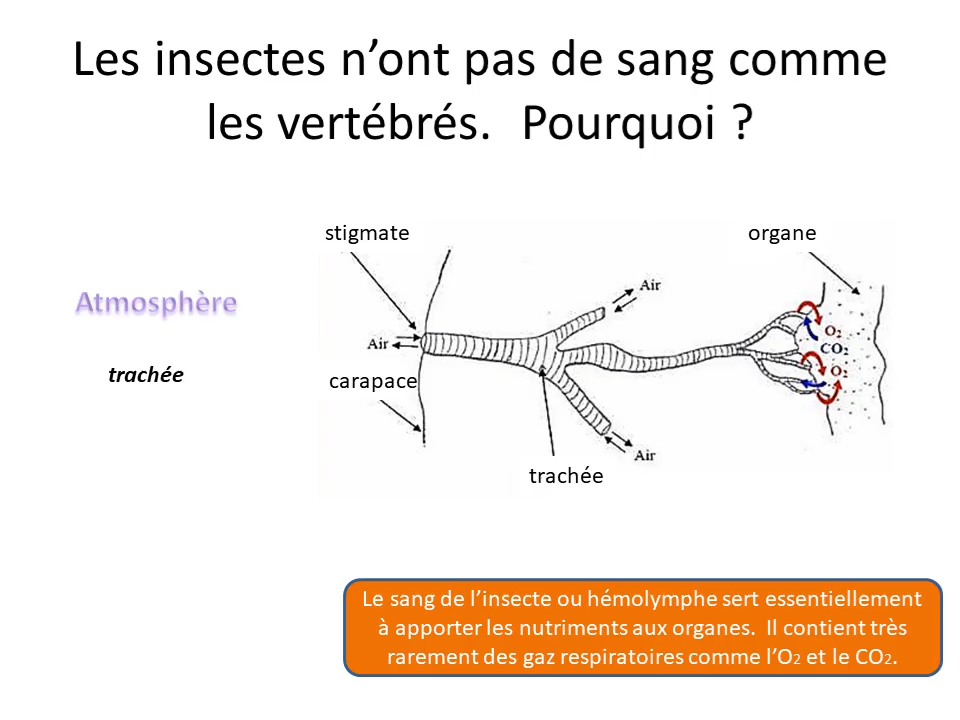 Les insectes n’ont pas de sang comme
les vertébrés. Pourquoi ?
stigmate
organe
Atmosphère
Air
Air
O2
CO2
O2
trachée
carapace
Air
trachée
Le sang de l’insecte ou hémolymphe sert essentiellement
à apporter les nutriments aux organes. Il contient très
rarement des gaz respiratoires comme l’O2 et le CO2.